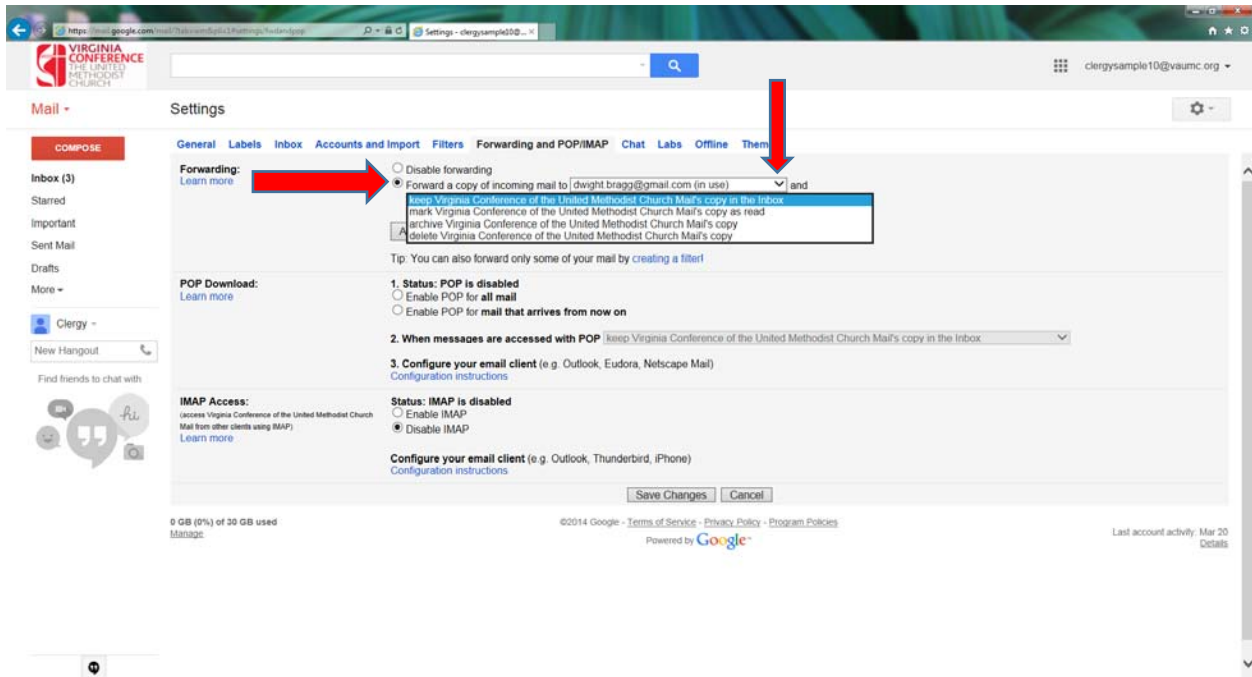 https://mail.google.com/mail/
Settings - clergysample10@...
VIRGINIA
CONFERENCE
THE UNITED
METHODIST
CHURCH
clergysample10@vaumc.org
Mail
Settings
COMPOSE
General Labels Inbox Accounts and Import Filters Forwarding and POP/IMAP Chat Labs Offline Them
Inbox (3)
Starred
Important
Sent Mail
Drafts
More
Clergy
New Hangout
Find friends to chat with
hi
Forwarding:
Learn more
Disable forwarding
Forward a copy of incoming mail to dwight.bragg@gmail.com (in use) and
keep Virginia Conference of the United Methodist Church Mail's copy in the Inbox
mark Virginia Conference of the United Methodist Church Mail's copy as read
archive Virginia Conference of the United Methodist Church Mail's copy
delete Virginia Conference of the United Methodist Church Mail's copy
A
Tip: You can also forward only some of your mail by creating a filter!
POP Download:
Learn more
1. Status: POP is disabled
Enable POP for all mail
Enable POP for mail that arrives from now on
2. When messages are accessed with POP keep Virginia Conference of the United Methodist Church Mail's copy in the Inbox
3. Configure your email client (e.g. Outlook, Eudora, Netscape Mail)
Configuration instructions
IMAP Access:
(access Virginia Conference of the United Methodist Church
Mail from other clients using IMAP)
Learn more
Status: IMAP is disabled
Enable IMAP
Disable IMAP
Configure your email client (e.g. Outlook, Thunderbird, iPhone)
Configuration instructions
Save Changes Cancel
0 GB (0%) of 30 GB used
Manage
©2014 Google - Terms of Service - Privacy Policy - Program Policies
Powered by Google™
Last account activity: Mar 20
Details